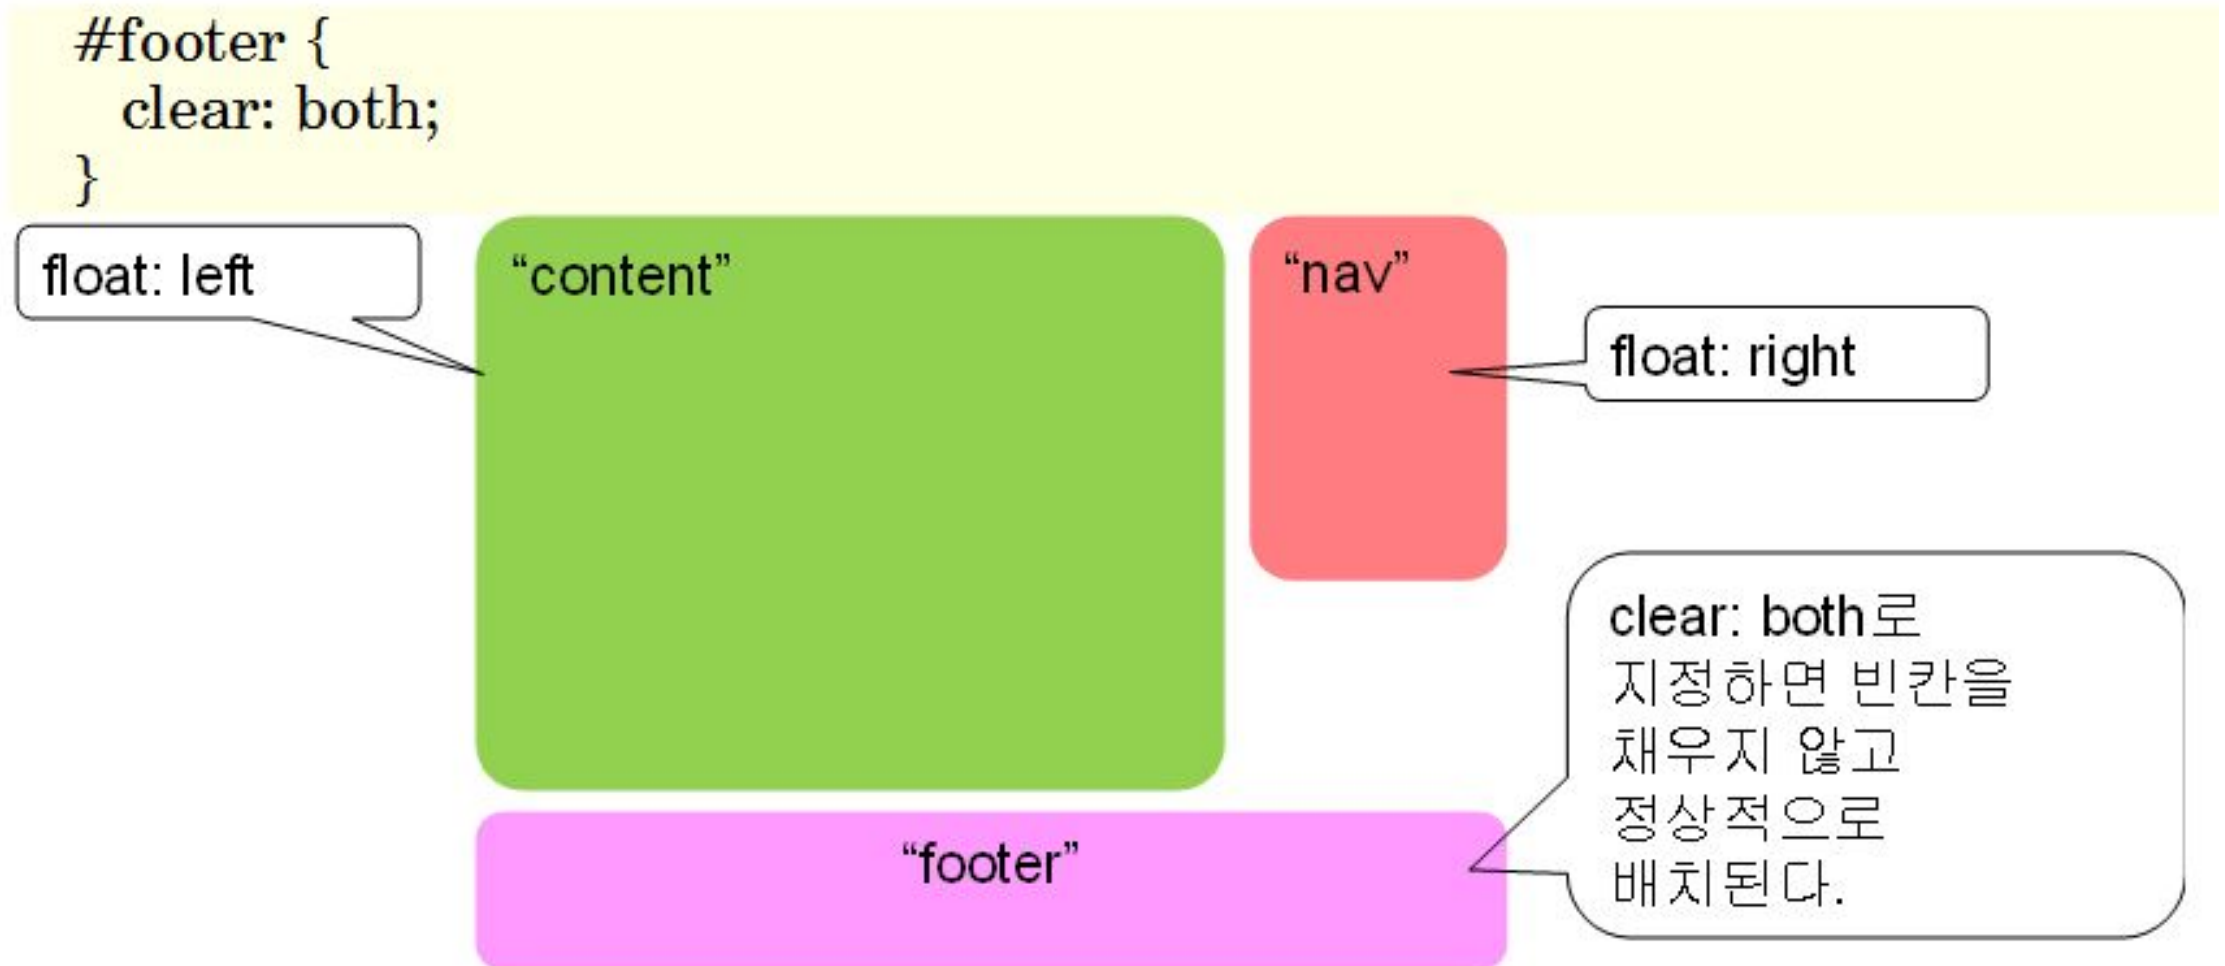 #footer {
clear: both;
}
float: left
“content”
“nav”
float: right
clear: both로
지정하면 빈칸을
채우지 않고
정상적으로
배치된다.
“footer”